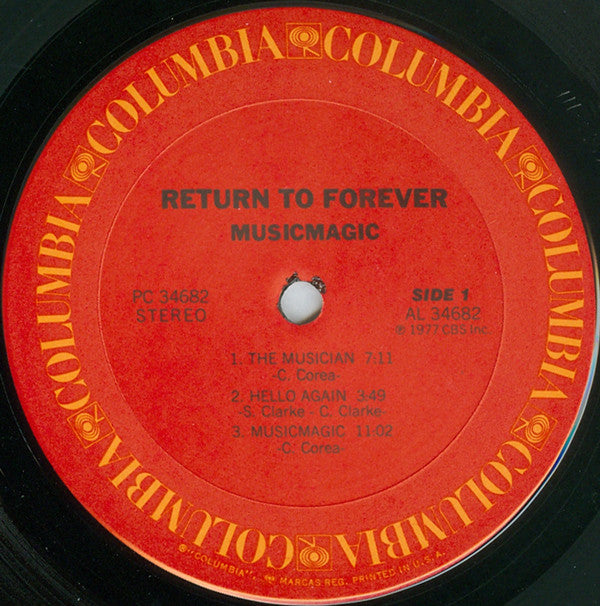 COLUMBIA COLUMBIA COLUMBIA COLUMBIA COLUMBIA COLUMBIA COLUMBIA COLUMBIA
RETURN TO FOREVER
MUSICMAGIC
PC 34682
STEREO
SIDE 1
AL 34682
℗ 1977 CBS Inc.
1. THE MUSICIAN 7:11
-C. Corea-
2. HELLO AGAIN 3:49
-S. Clarke - C. Clarke-
3. MUSICMAGIC 11-02
-C. Corea-
® "COLUMBIA", MARCAS REG. PRINTED IN U.S.A.